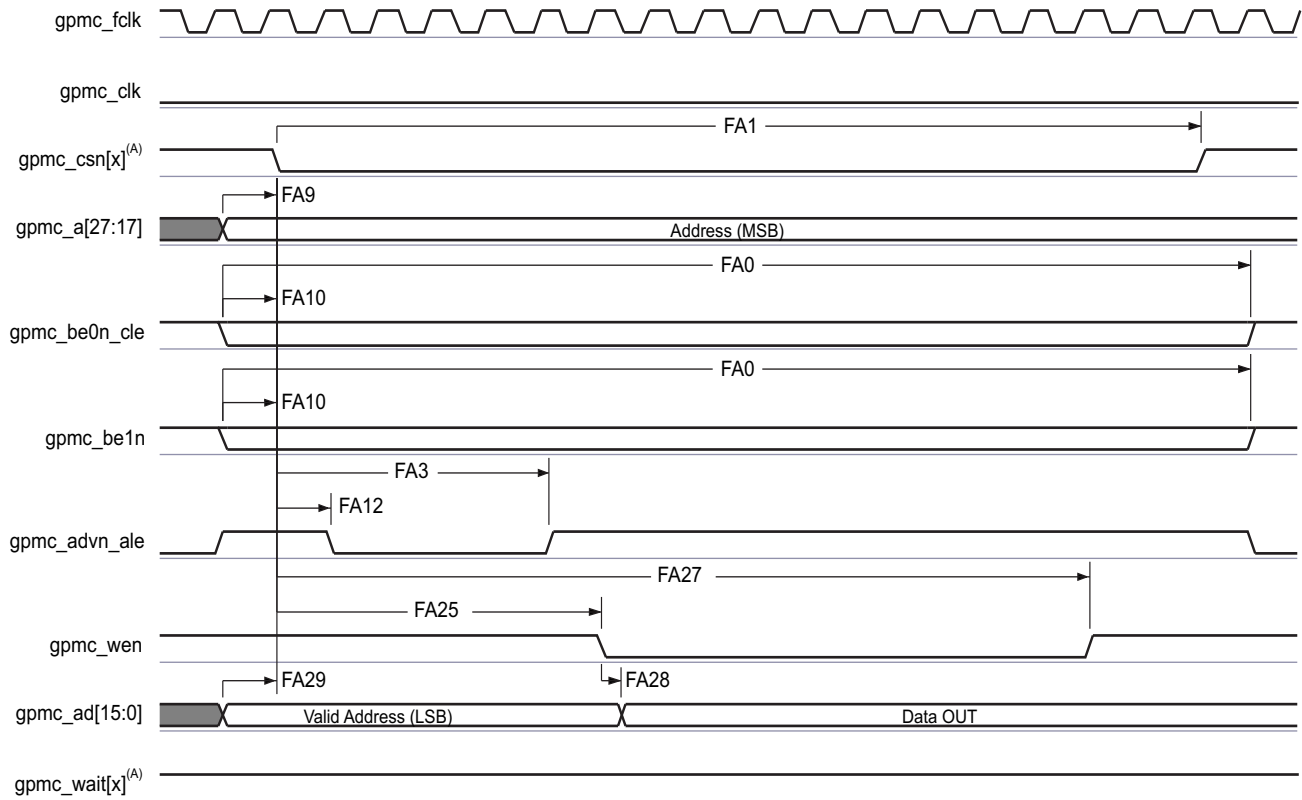 gpmc_fclk
gpmc_clk
FA1
gpmc_csn[x](A)
FA9
gpmc_a[27:17]
Address (MSB)
FA0
FA10
gpmc_be0n_cle
FA0
FA10
gpmc_be1n
FA3
FA12
gpmc_advn_ale
FA27
FA25
gpmc_wen
FA29
FA28
gpmc_ad[15:0]
Valid Address (LSB)
Data OUT
gpmc_wait[x](A)